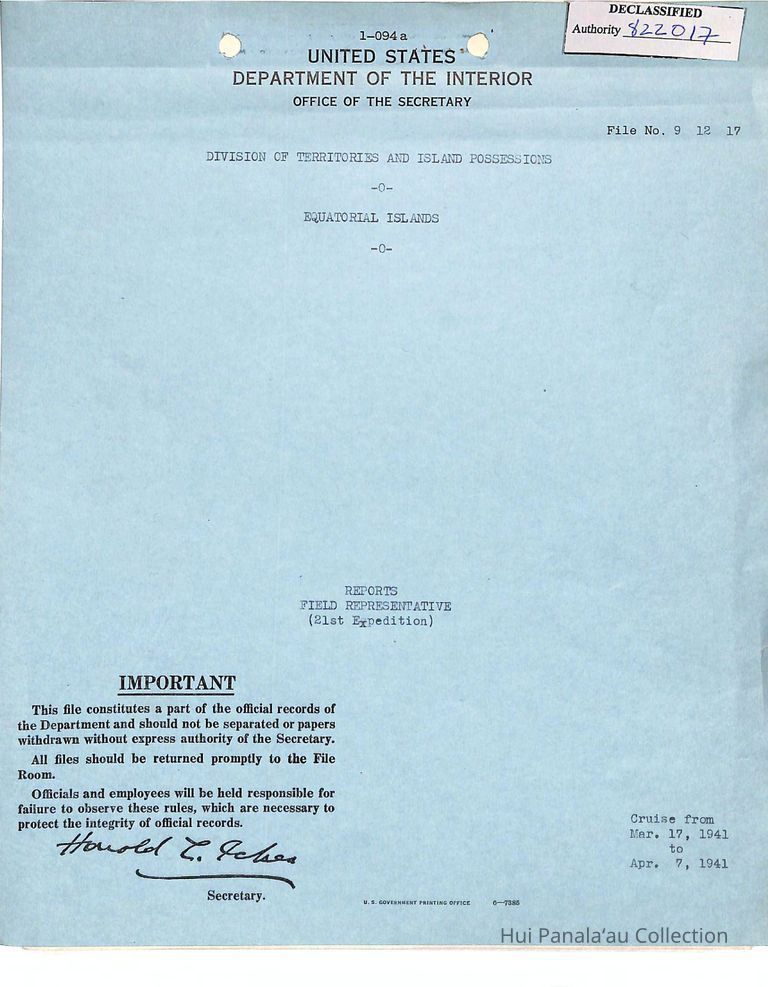 DECLASSIFIED
Authority 822017
1-094a
UNITED STATES
DEPARTMENT OF THE INTERIOR
OFFICE OF THE SECRETARY
File No. 9 12 17
DIVISION OF TERRITORIES AND ISLAND POSSESSIONS
-0-
EQUATORIAL ISLANDS
-0-
REPORTS
FIELD REPRESENTATIVE
(21st Expedition)
IMPORTANT
This file constitutes a part of the official records of
the Department and should not be separated or papers
withdrawn without express authority of the Secretary.
All files should be returned promptly to the File
Room.
Officials and employees will be held responsible for
failure to observe these rules, which are necessary to
protect the integrity of official records.
Harold L. Ickes
Secretary.
Cruise from
Mar. 17, 1941
to
Apr. 7, 1941
U. S. GOVERNMENT PRINTING OFFICE 6-7385
Hui Panalaʻau Collection